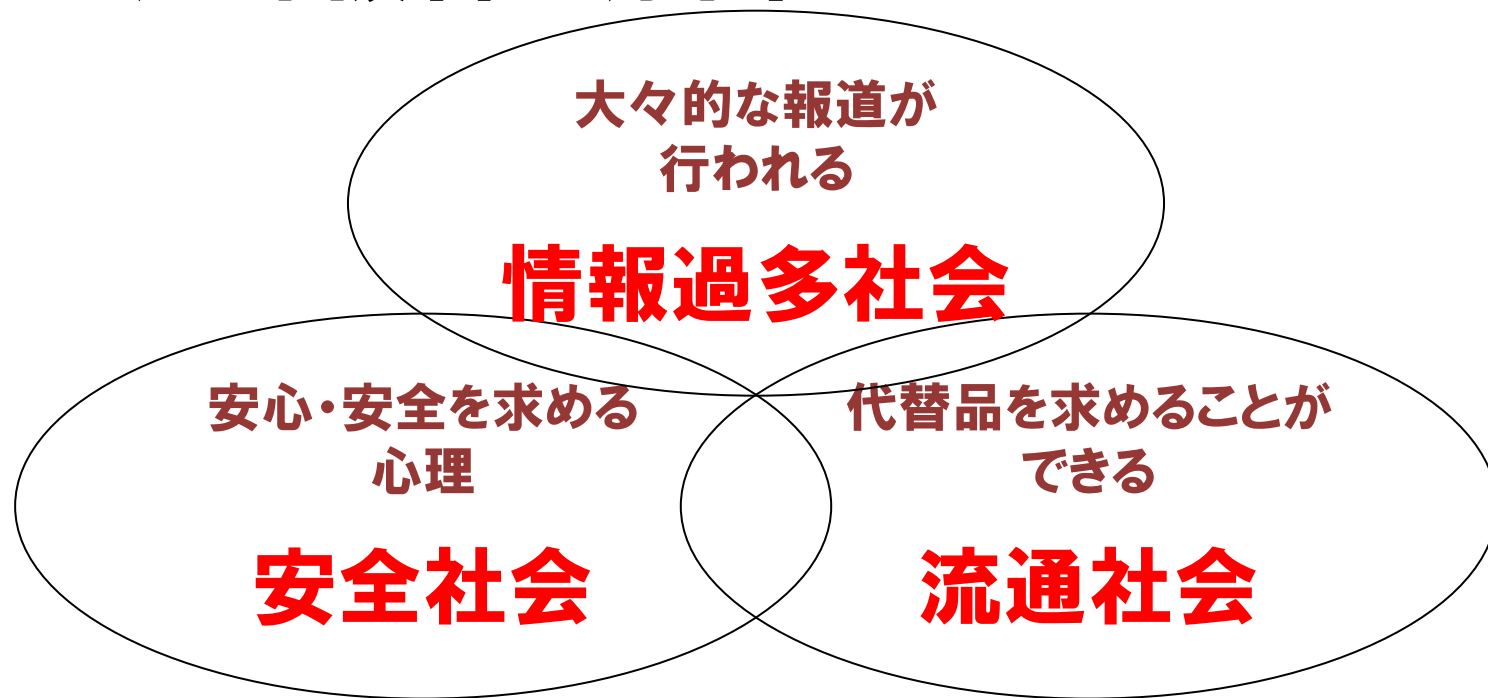 大々的な報道が
行われる
情報過多社会
安心・安全を求める
心理
安全社会
代替品を求めることが
できる
流通社会